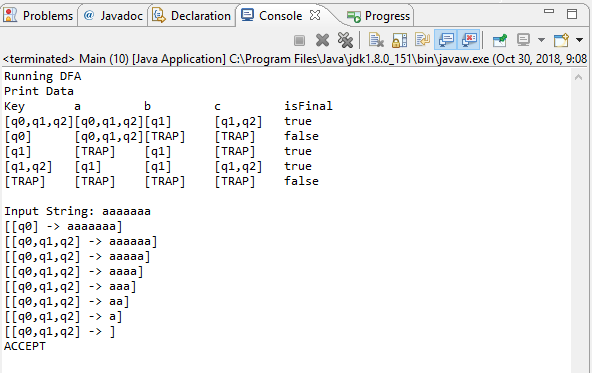 Problems @ Javadoc Declaration Console Progress
<terminated> Main (10) [Java Application] C:\Program Files\Java\jdk1.8.0_151\bin\javaw.exe (Oct 30, 2018, 9:08
Running DFA
Print Data
Key a b c isFinal
[q0,q1,q2][q0,q1,q2][q1] [q1,q2] true
[q0] [q0,q1,q2][TRAP] [TRAP] false
[q1] [TRAP] [q1] [TRAP] true
[q1,q2] [q1] [q1] [q1,q2] true
[TRAP] [TRAP] [TRAP] [TRAP] false
Input String: aaaaaaa
[[q0] -> aaaaaaa]
[[q0,q1,q2] -> aaaaaa]
[[q0,q1,q2] -> aaaaa]
[[q0,q1,q2] -> aaaa]
[[q0,q1,q2] -> aaa]
[[q0,q1,q2] -> aa]
[[q0,q1,q2] -> a]
[[q0,q1,q2] -> ]
ACCEPT